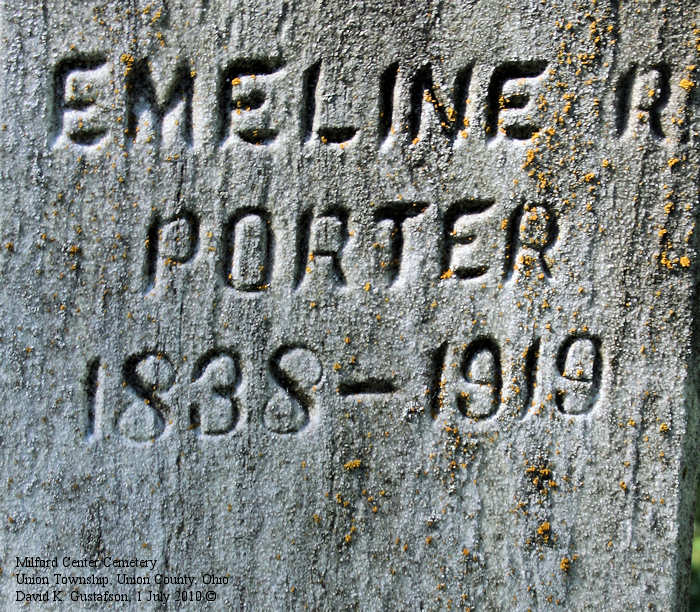 EMELINE R.
PORTER
1838-1919
Milford Center Cemetery
Union Township, Union County, Ohio
David K. Gustafson, 1 July 2010 ©